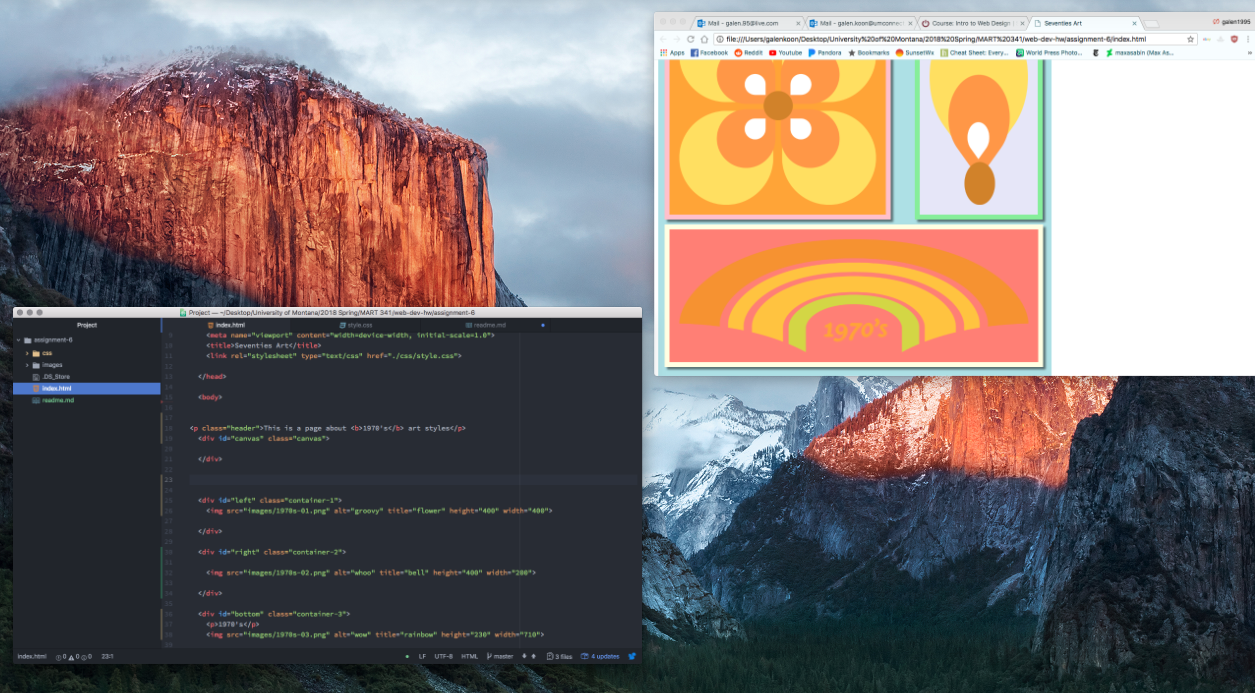 Mail - galen.95@live.com
Mail - galen.koon@umconnect
Course: Intro to Web Design
Seventies Art
galen1995
file:///Users/galenkoon/Desktop/University%20of%20Montana/2018%20Spring/MART%20341/web-dev-hw/assignment-6/index.html
Apps Facebook Reddit Youtube Pandora Bookmarks SunsetWx Cheat Sheet: Every... World Press Photo... maxasabin (Max As...
1970's
Project — ~/Desktop/University of Montana/2018 Spring/MART 341/web-dev-hw/assignment-6
Project
index.html
style.css
readme.md
assignment-6
css
images
.DS_Store
index.html
readme.md
<meta name="viewport" content="width=device-width, initial-scale=1.0">
<title>Seventies Art</title>
<link rel="stylesheet" type="text/css" href="./css/style.css">
</head>
<body>
<p class="header">This is a page about <b>1970's</b> art styles</p>
<div id="canvas" class="canvas">
</div>
23
<div id="left" class="container-1">
<img src="images/1970s-01.png" alt="groovy" title="flower" height="400" width="400">
</div>
<div id="right" class="container-2">
<img src="images/1970s-02.png" alt="whoo" title="bell" height="400" width="200">
</div>
<div id="bottom" class="container-3">
<p>1970's</p>
<img src="images/1970s-03.png" alt="wow" title="rainbow" height="230" width="710">
index.html 0 0 0 23:1 LF UTF-8 HTML master 3 files 4 updates